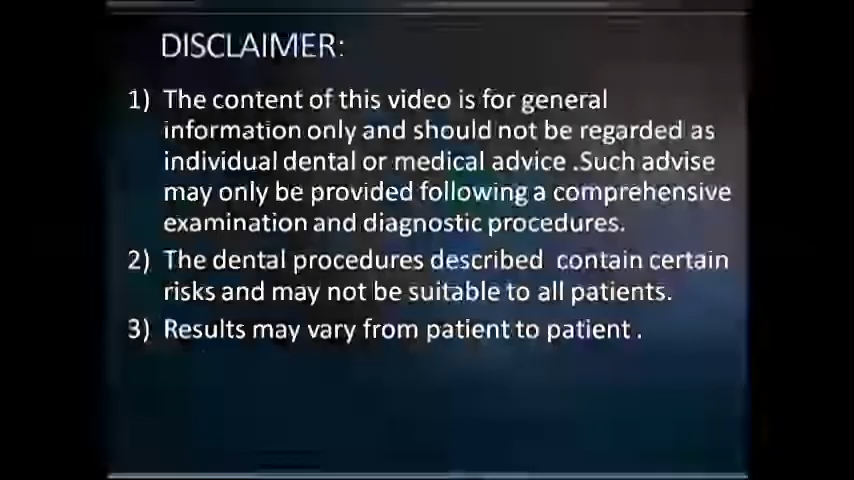 DISCLAIMER:
1) The content of this video is for general
information only and should not be regarded as
individual dental or medical advice .Such advise
may only be provided following a comprehensive
examination and diagnostic procedures.
2) The dental procedures described contain certain
risks and may not be suitable to all patients.
3) Results may vary from patient to patient .